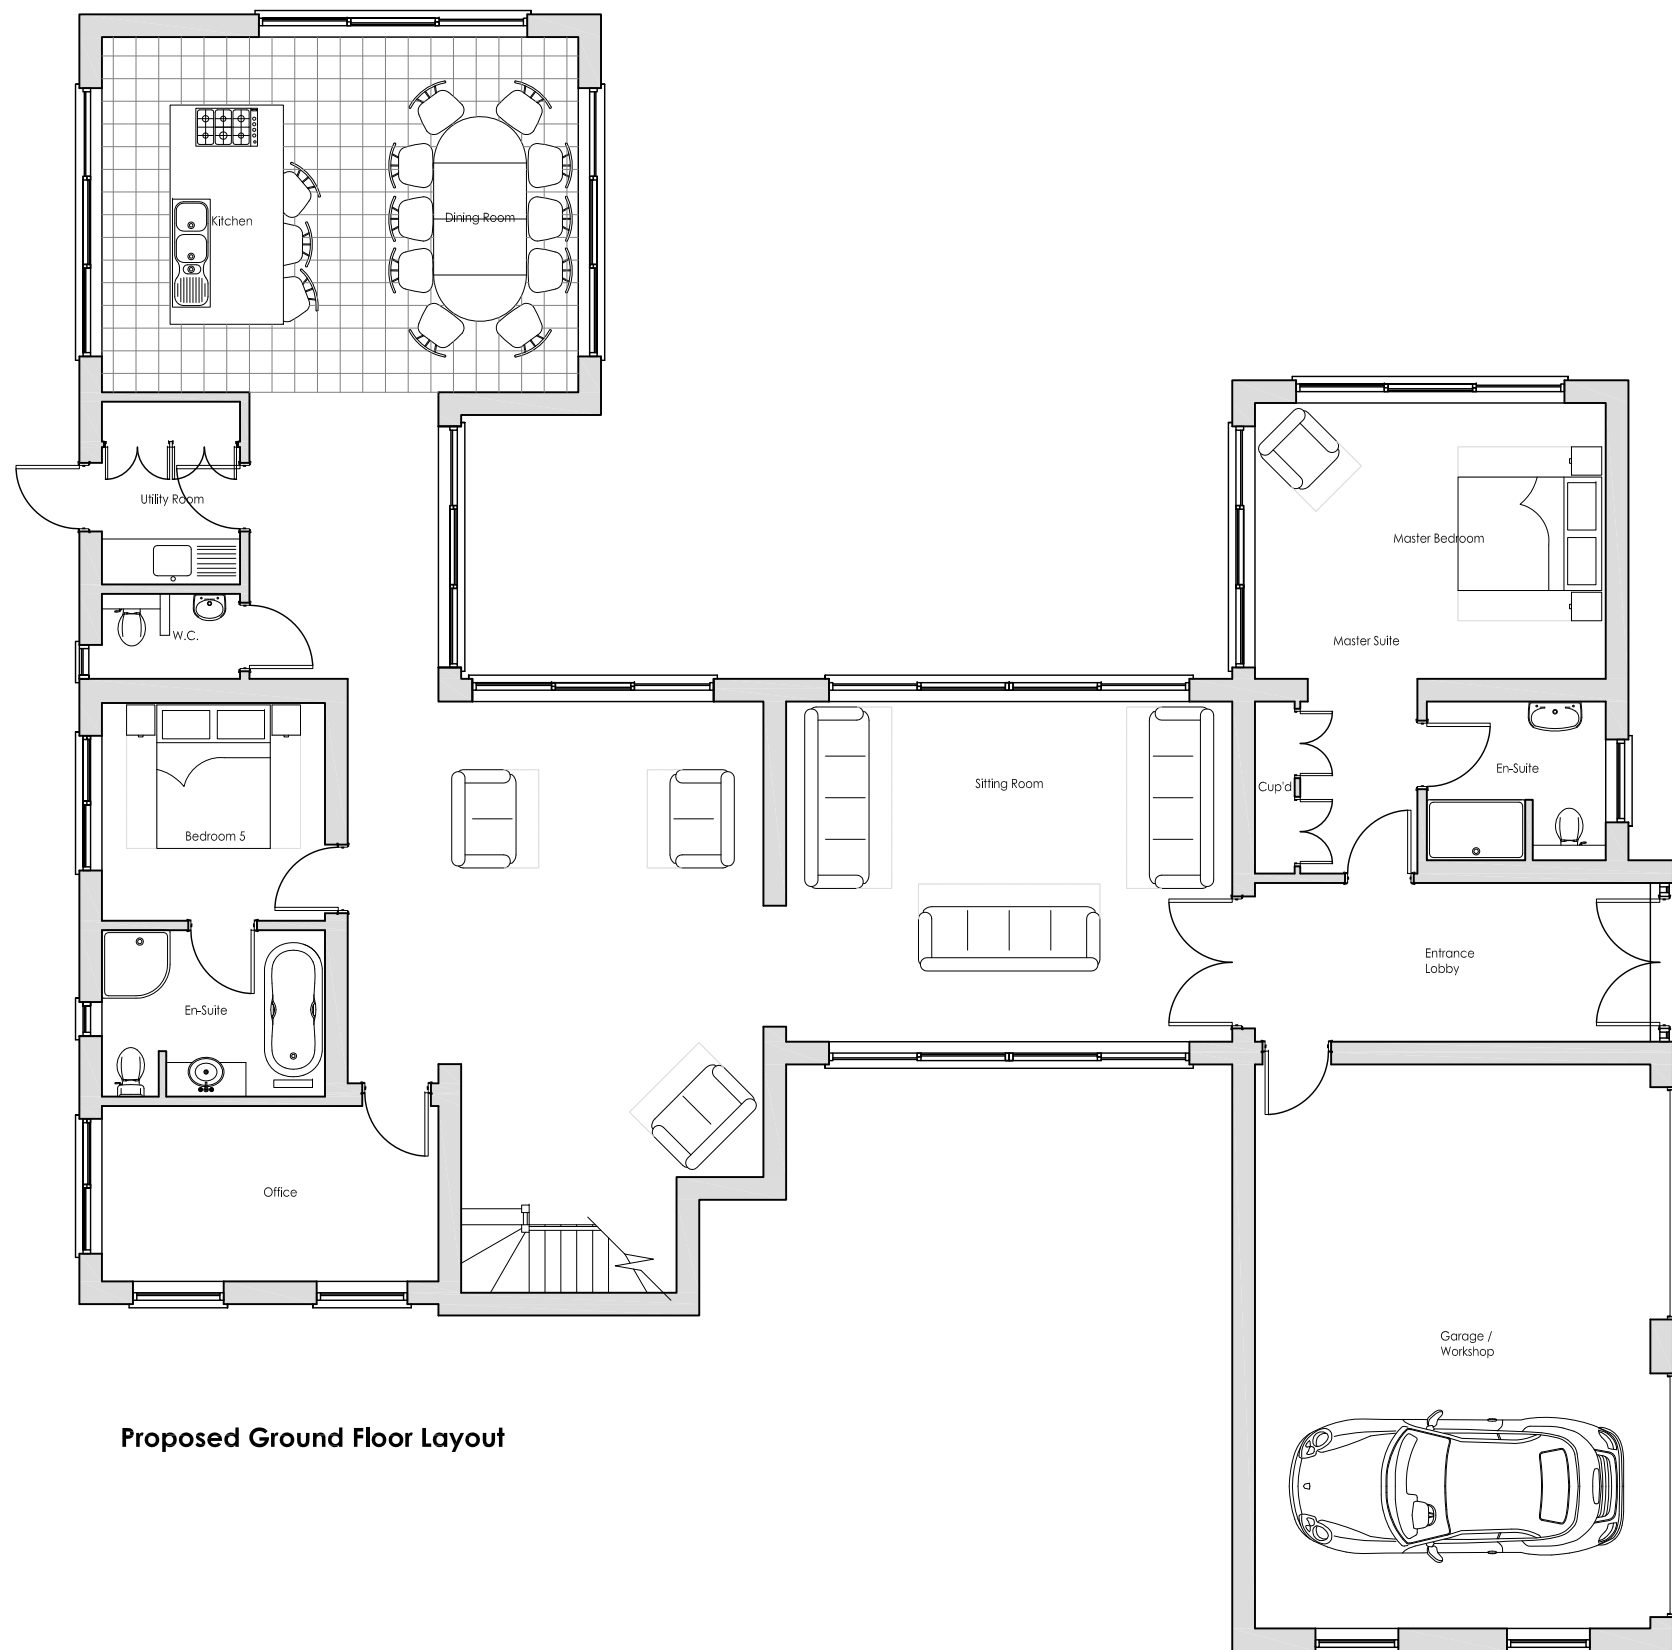 Kitchen
Dining Room
Utility Room
W.C.
Master Bedroom
Master Suite
Bedroom 5
Sitting Room
Cup'd
En-Suite
En-Suite
Entrance
Lobby
Office
Garage /
Workshop
Proposed Ground Floor Layout